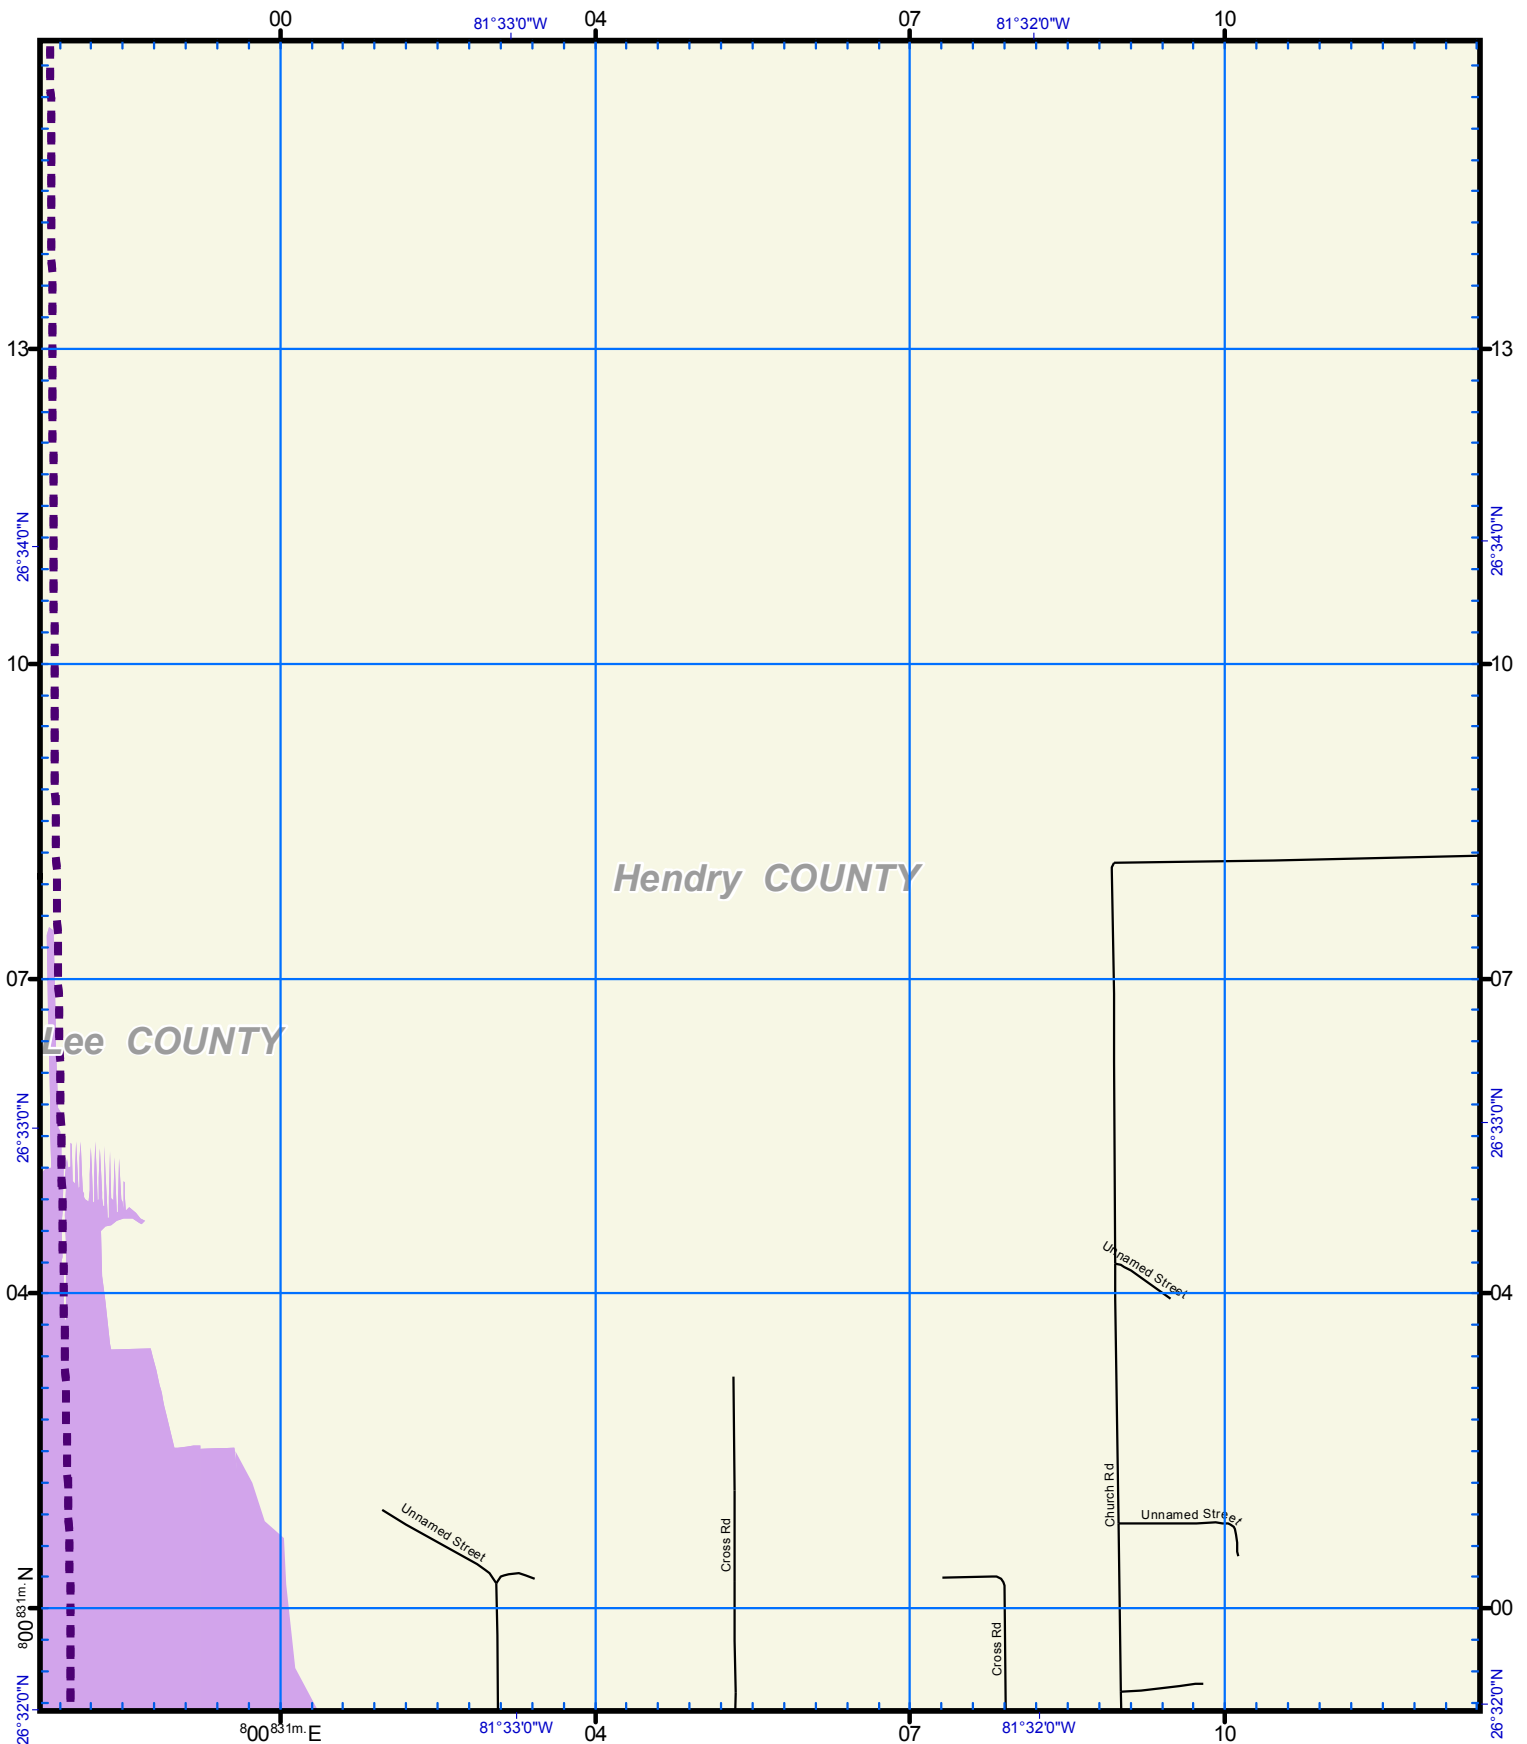 00 81°33'0"W 04 07 81°32'0"W 10
13 13
26°34'0"N 26°34'0"N
10 10
Hendry COUNTY
07 07
Lee COUNTY
26°33'0"N 26°33'0"N
Unnamed Street
04 04
Church Rd
Unnamed Street
Unnamed Street
Cross Rd
800831m. N 00
Cross Rd
26°32'0"N 26°32'0"N
800831m. E 81°33'0"W 04 07 81°32'0"W 10